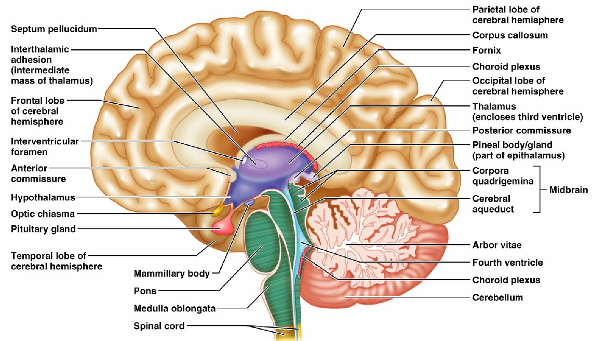 Septum pellucidum
Interthalamic
adhesion
(intermediate
mass of thalamus)
Frontal lobe
of cerebral
hemisphere
Interventricular
foramen
Anterior
commissure
Hypothalamus
Optic chiasma
Pituitary gland
Temporal lobe of
cerebral hemisphere
Mammillary body
Pons
Medulla oblongata
Spinal cord
Parietal lobe of
cerebral hemisphere
Corpus callosum
Fornix
Choroid plexus
Occipital lobe of
cerebral hemisphere
Thalamus
(encloses third ventricle)
Posterior commissure
Pineal body/gland
(part of epithalamus)
Corpora
quadrigemina
Midbrain
Cerebral
aqueduct
Arbor vitae
Fourth ventricle
Choroid plexus
Cerebellum